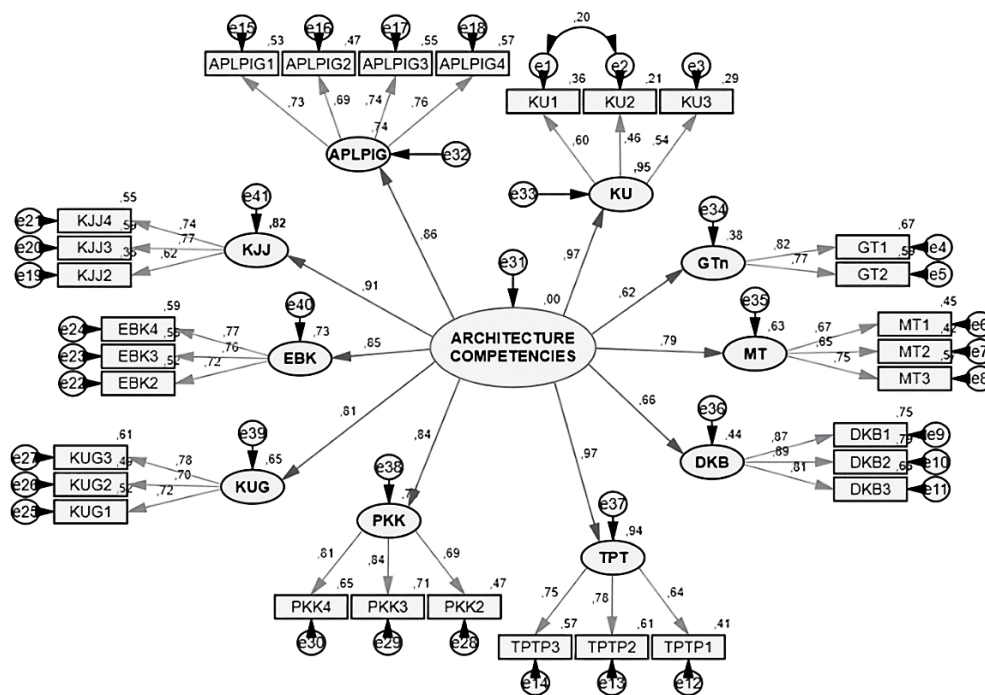 e15 e16 e17 e18
,53 ,47 ,55 ,57
APLPIG1 APLPIG2 APLPIG3 APLPIG4
,73 ,69 ,74 ,76
,74
APLPIG
e32
,86
,20
e1 e2 e3
,36 ,21 ,29
KU1 KU2 KU3
,60 ,46 ,54
,95
KU
e33
,97
e41
,55
e21 KJJ4 ,74
e20 KJJ3 ,77
e19 KJJ2 ,62
,82
KJJ
,91
e34
,38
GTn
,62
,67
,82 GT1 e4
,59
,77 GT2 e5
e31
,00
ARCHITECTURE
COMPETENCIES
e40
,59
e24 EBK4 ,77
e23 EBK3 ,76
,52
e22 EBK2 ,72
,73
EBK
,85
e35
,63
MT
,79
,45
,67 MT1 e6
,42
,65 MT2 e7
,75 MT3 e8
e39
,61
e27 KUG3 ,78
,49
e26 KUG2 ,70
,52
e25 KUG1 ,72
,65
KUG
,81
e36
,44
DKB
,66
,75
,87 DKB1 e9
,79
,89 DKB2 e10
,66
,81 DKB3 e11
e38
PKK
,84
,81 ,84 ,69
,65 ,71 ,47
PKK4 PKK3 PKK2
e30 e29 e28
e37
,94
TPT
,97
,75 ,78 ,64
,57 ,61 ,41
TPTP3 TPTP2 TPTP1
e14 e13 e12